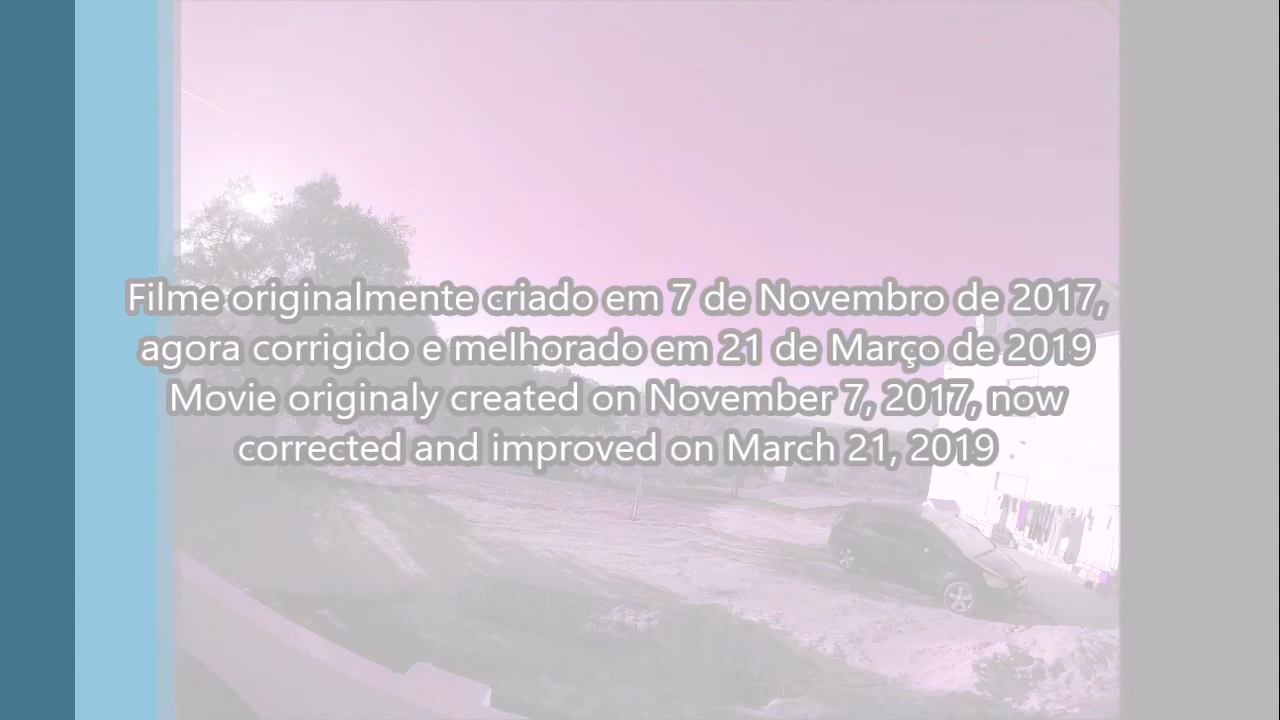 Filme originalmente criado em 7 de Novembro de 2017,
agora corrigido e melhorado em 21 de Março de 2019
Movie originaly created on November 7, 2017, now
corrected and improved on March 21, 2019